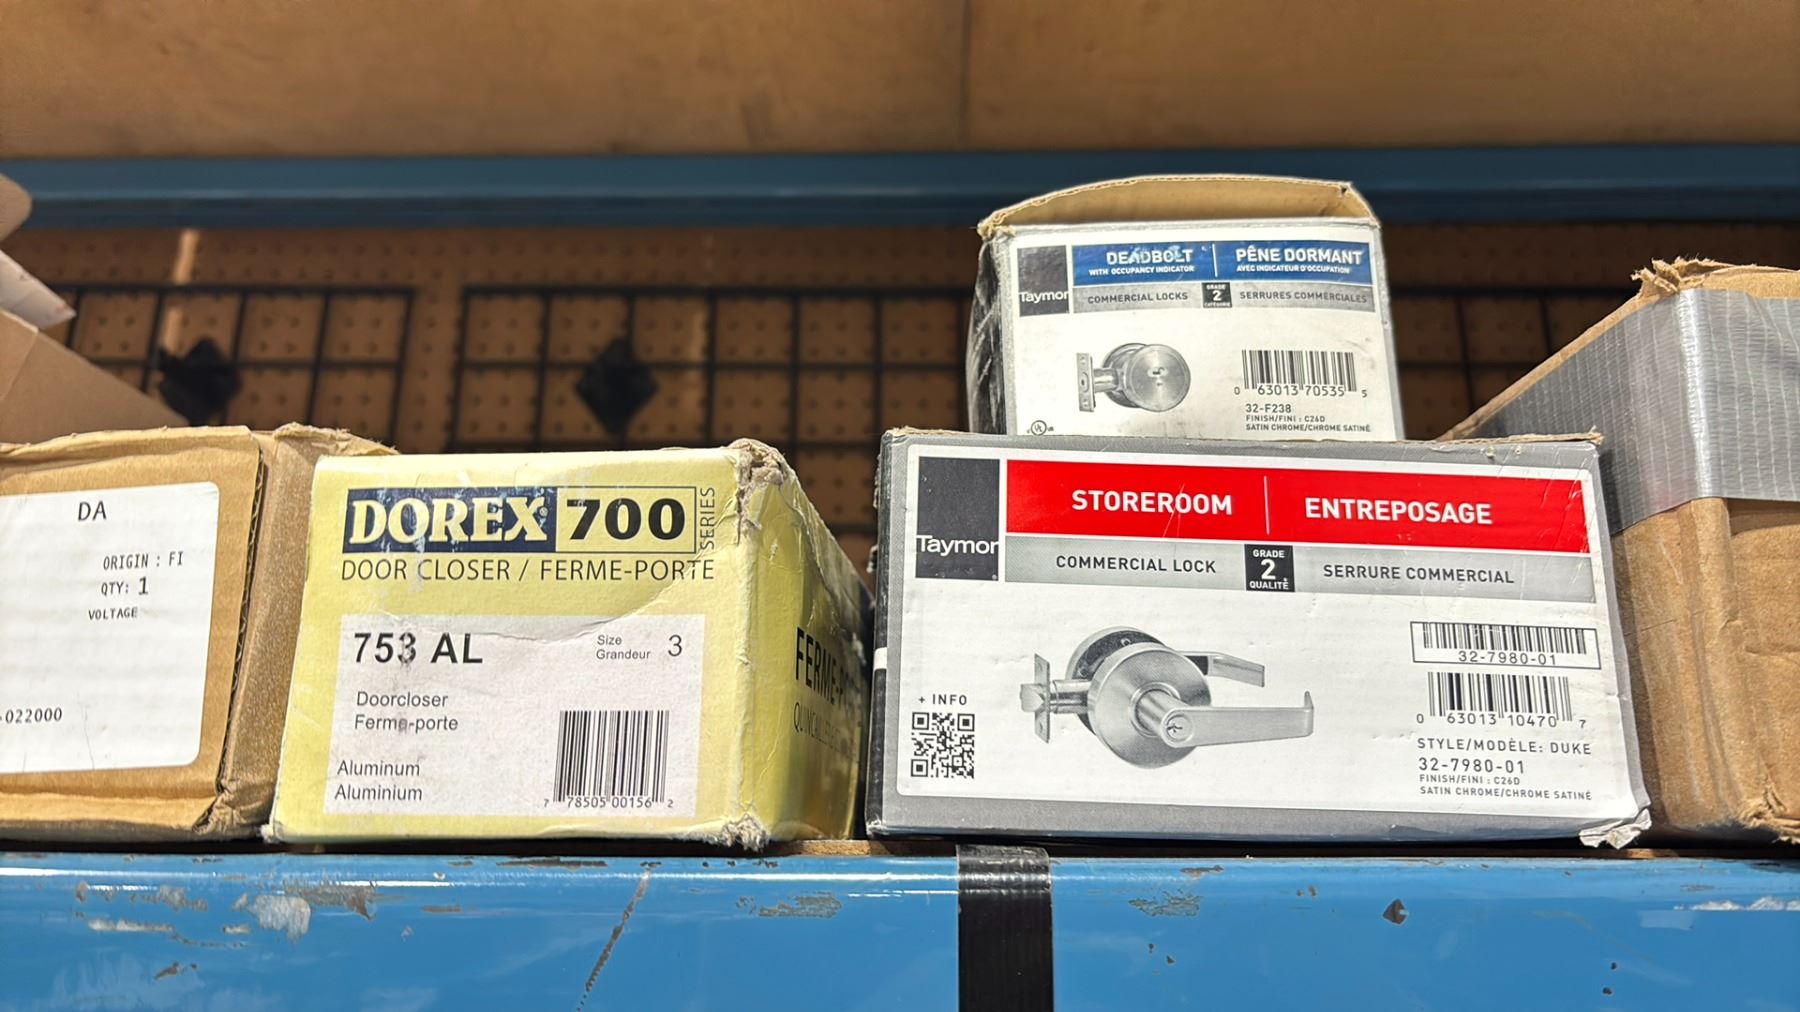 DA
ORIGIN : FI
QTY: 1
VOLTAGE
-022000
DOREX 700 SERIES
DOOR CLOSER / FERME-PORTE
753 AL
Size
Grandeur 3
Doorcloser
Ferme-porte
Aluminum
Aluminium
7 78505 00156 2
Taymor
DEADBOLT | PÊNE DORMANT
WITH OCCUPANCY INDICATOR AVEC INDICATEUR D'OCCUPATION
COMMERCIAL LOCKS GRADE 2 CATÉGORIE SERRURES COMMERCIALES
0 63013 70535 5
32-F238
FINISH/FINI : C26D
SATIN CHROME/CHROME SATINÉ
UL
Taymor
STOREROOM | ENTREPOSAGE
COMMERCIAL LOCK GRADE 2 QUALITÉ SERRURE COMMERCIAL
+ INFO
32-7980-01
0 63013 10470 7
STYLE/MODÈLE: DUKE
32-7980-01
FINISH/FINI : C26D
SATIN CHROME/CHROME SATINÉ